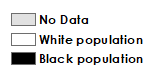 No Data
White population
Black population